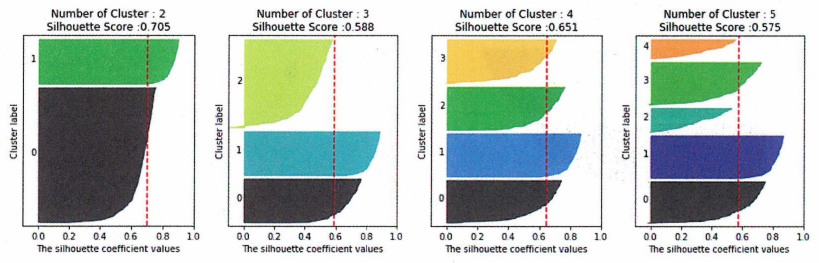 Number of Cluster : 2
Silhouette Score :0.705
Cluster label
1
0
0.0 0.2 0.4 0.6 0.8 1.0
The silhouette coefficient values
Number of Cluster : 3
Silhouette Score :0.588
Cluster label
2
1
0
0.0 0.2 0.4 0.6 0.8 1.0
The silhouette coefficient values
Number of Cluster : 4
Silhouette Score :0.651
Cluster label
3
2
1
0
0.0 0.2 0.4 0.6 0.8 1.0
The silhouette coefficient values
Number of Cluster : 5
Silhouette Score :0.575
Cluster label
4
3
2
1
0
0.0 0.2 0.4 0.6 0.8 1.0
The silhouette coefficient values